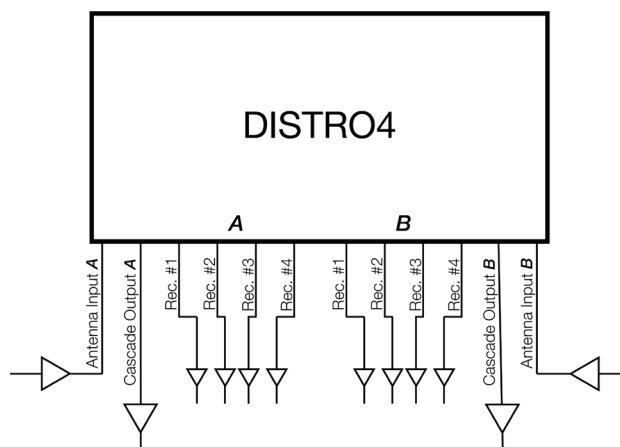 DISTRO4
A
B
Antenna Input A
Cascade Output A
Rec. #1
Rec. #2
Rec. #3
Rec. #4
Rec. #1
Rec. #2
Rec. #3
Rec. #4
Cascade Output B
Antenna Input B